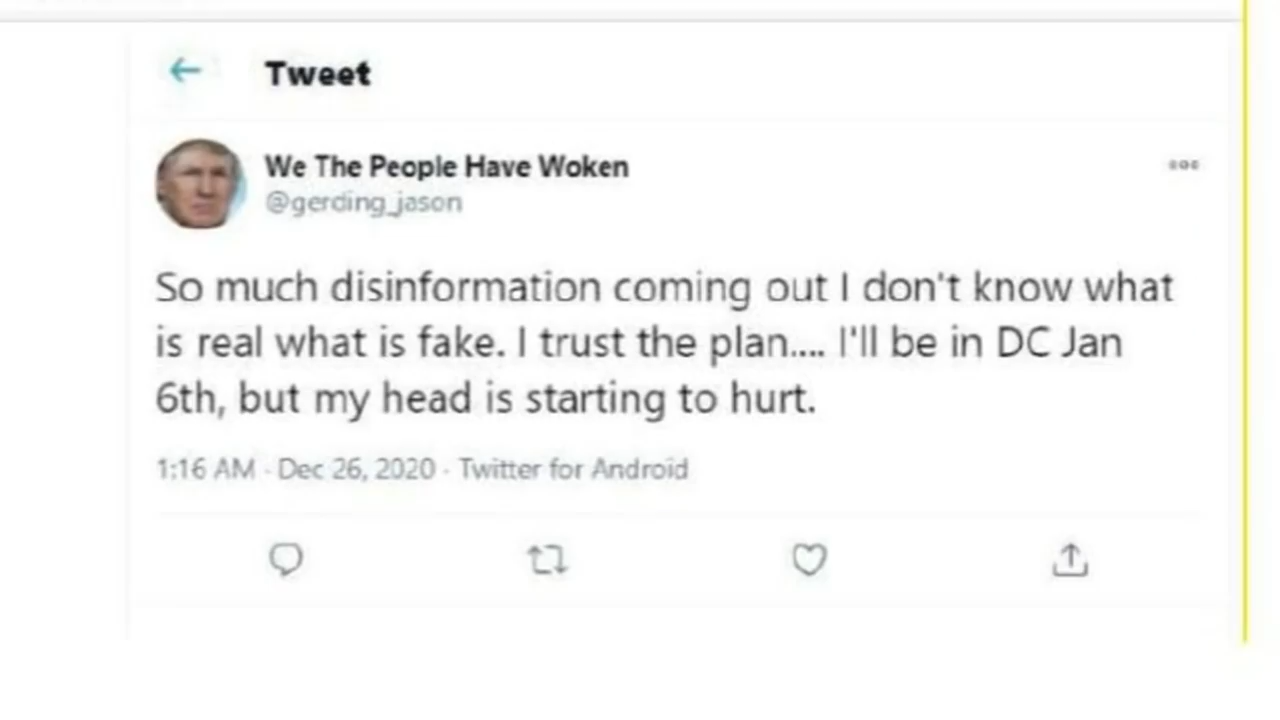 Tweet
We The People Have Woken
@gerding_jason
So much disinformation coming out I don't know what
is real what is fake. I trust the plan.... I'll be in DC Jan
6th, but my head is starting to hurt.
1:16 AM · Dec 26, 2020 · Twitter for Android